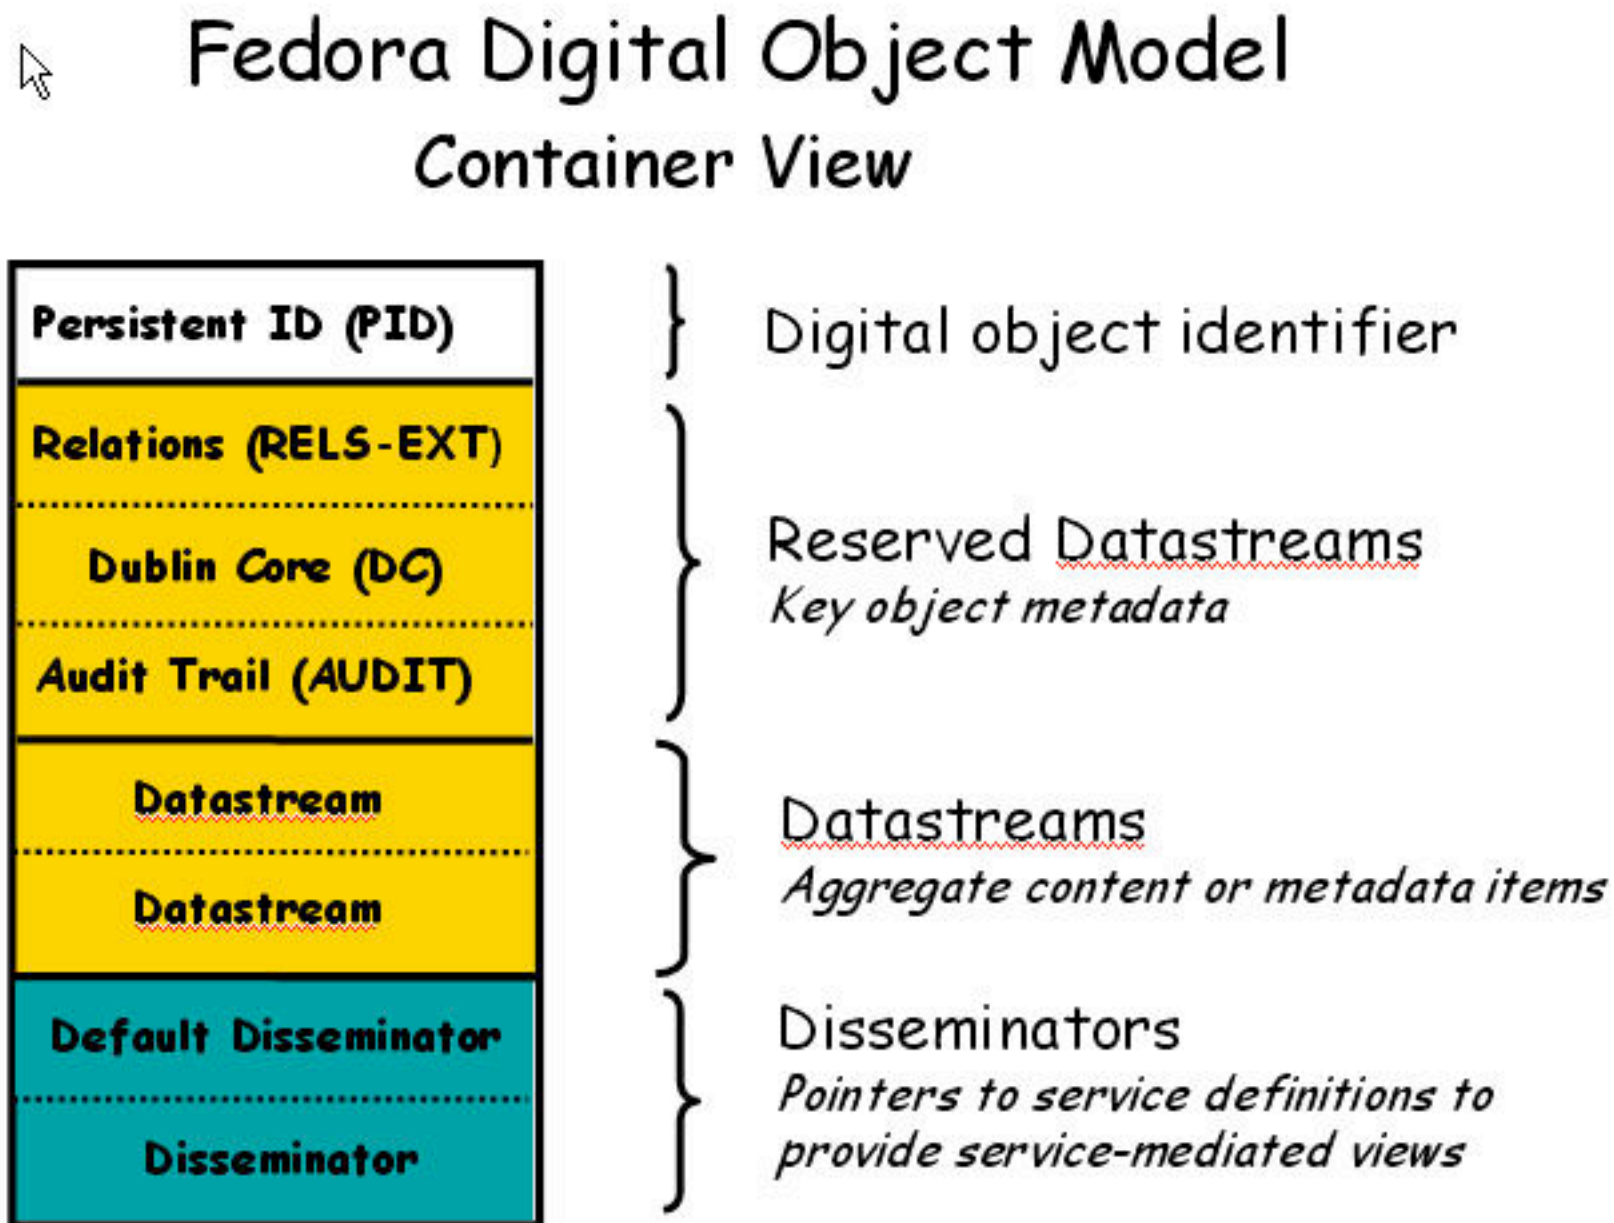 Fedora Digital Object Model
Container View
Persistent ID (PID)
Digital object identifier
Relations (RELS-EXT)
Dublin Core (DC)
Audit Trail (AUDIT)
Reserved Datastreams
Key object metadata
Datastream
Datastream
Datastreams
Aggregate content or metadata items
Default Disseminator
Disseminator
Disseminators
Pointers to service definitions to
provide service-mediated views